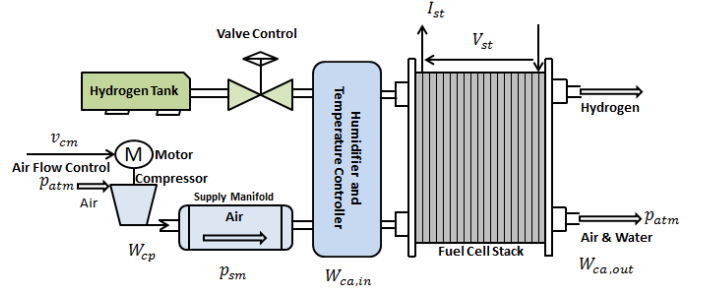 I_st
V_st
Valve Control
Hydrogen Tank
Humidifier and
Temperature Controller
Hydrogen
v_cm
M
Motor
Air Flow Control
Compressor
p_atm
Air
Supply Manifold
Air
p_atm
Air & Water
Fuel Cell Stack
W_cp
p_sm
W_ca,in
W_ca,out